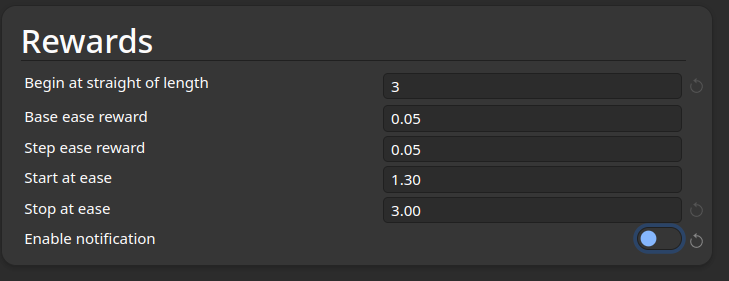 Rewards
Begin at straight of length 3
Base ease reward 0.05
Step ease reward 0.05
Start at ease 1.30
Stop at ease 3.00
Enable notification